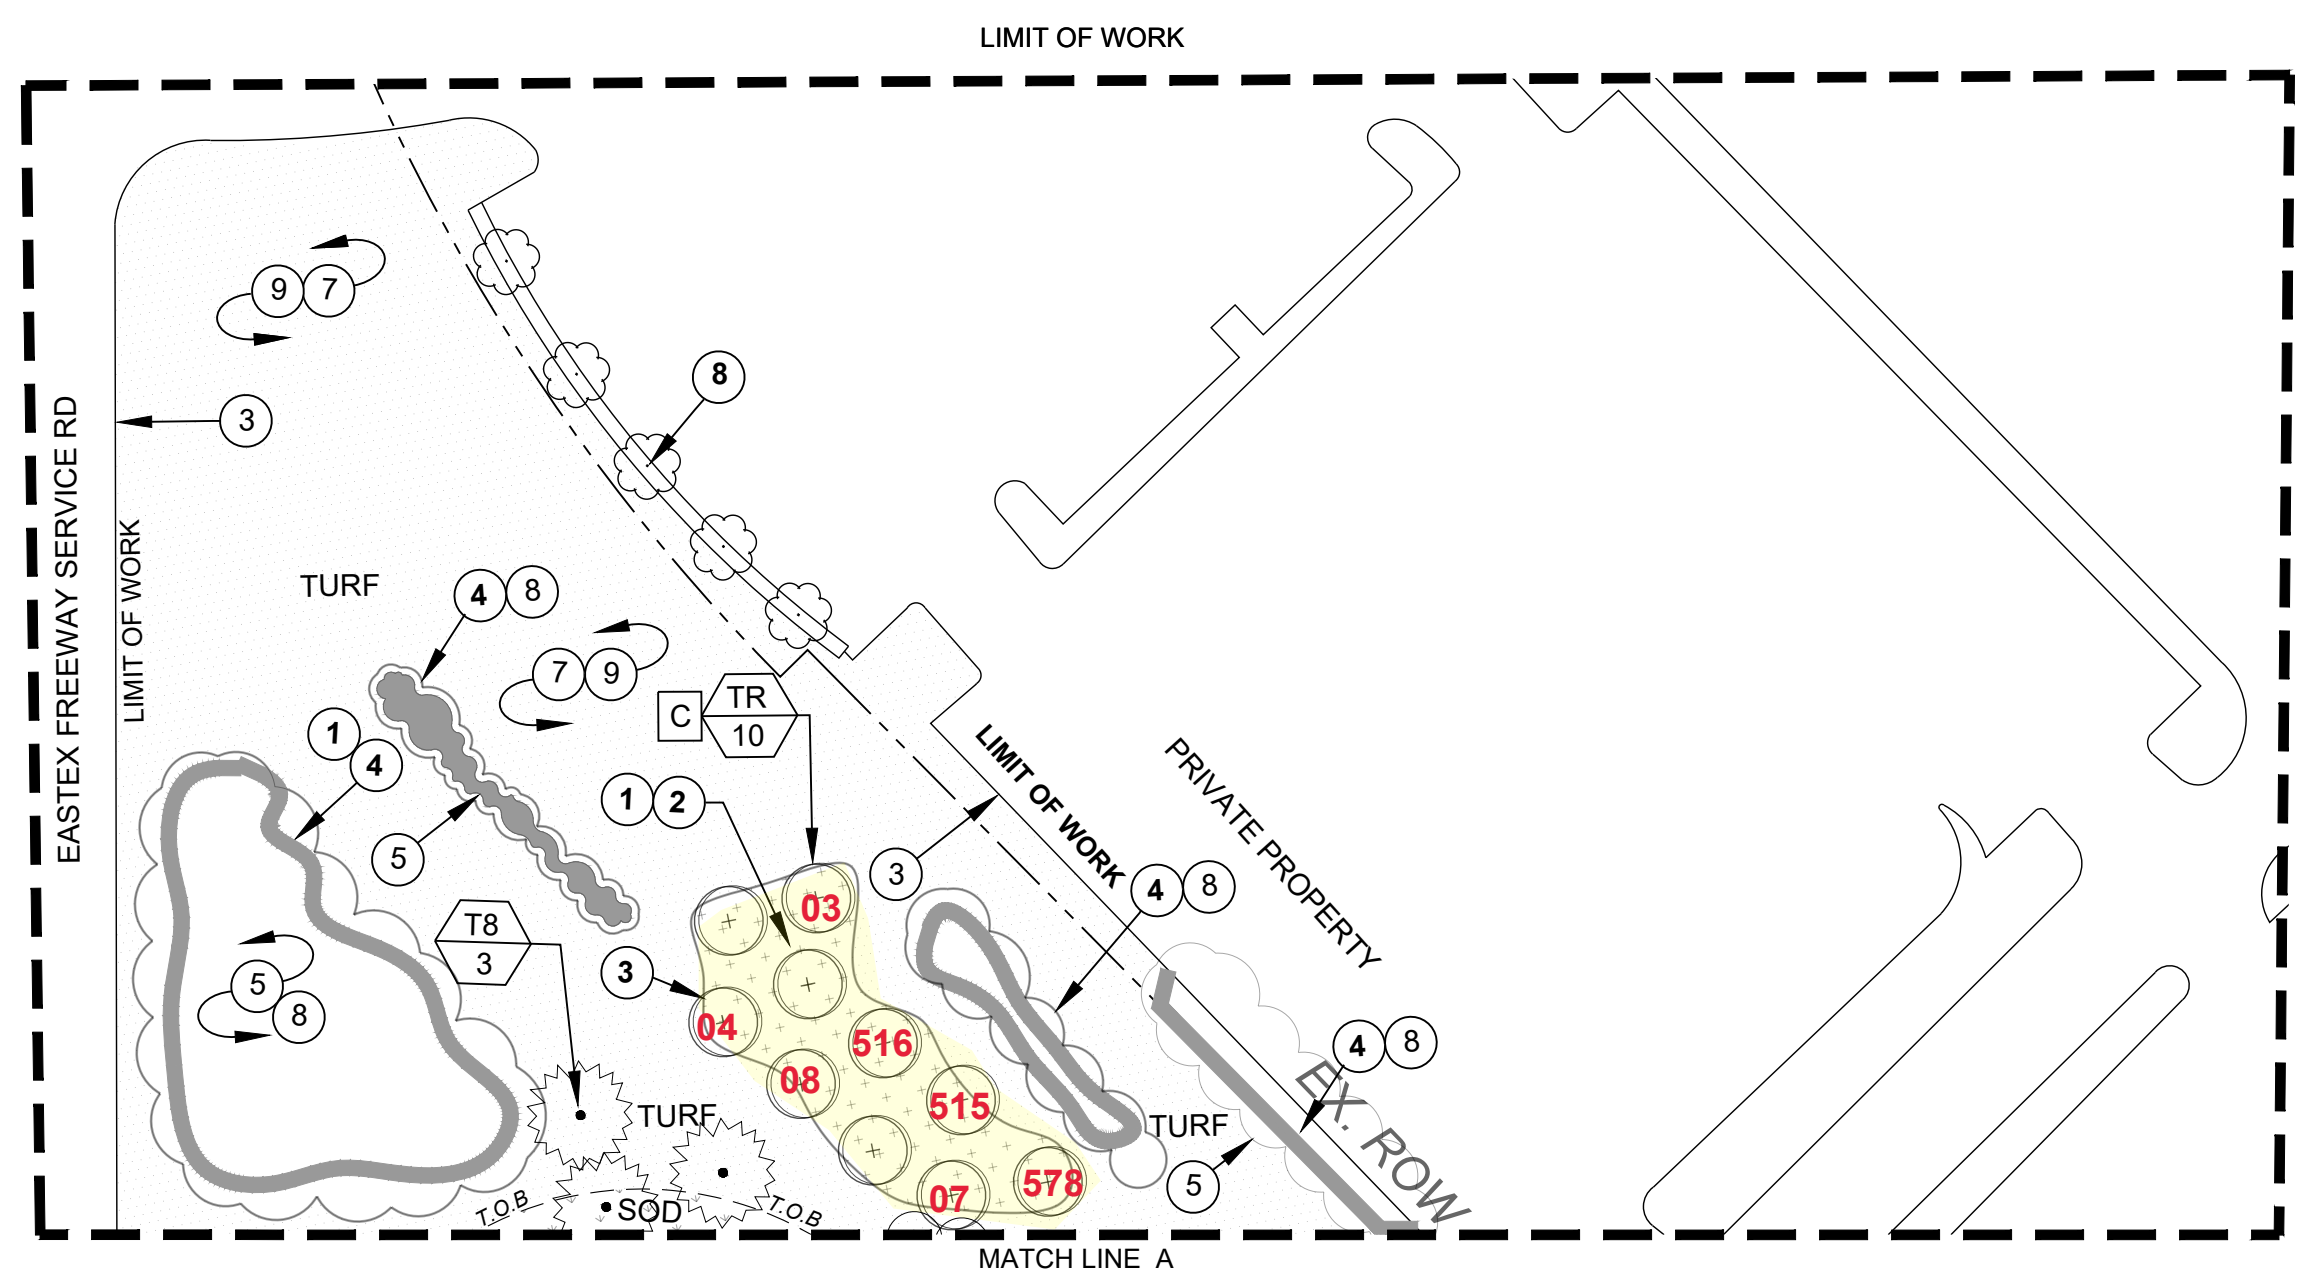 LIMIT OF WORK
EASTEX FREEWAY SERVICE RD
LIMIT OF WORK
9 7
3
8
TURF
4 8
7 9
C TR
10
1
4
1 2
5
3
LIMIT OF WORK
PRIVATE PROPERTY
4 8
T8
3
3
03
04
516
08
515
578
07
5
8
4 8
EX. ROW
TURF
TURF
5
T.O.B
SOD
T.O.B
MATCH LINE A